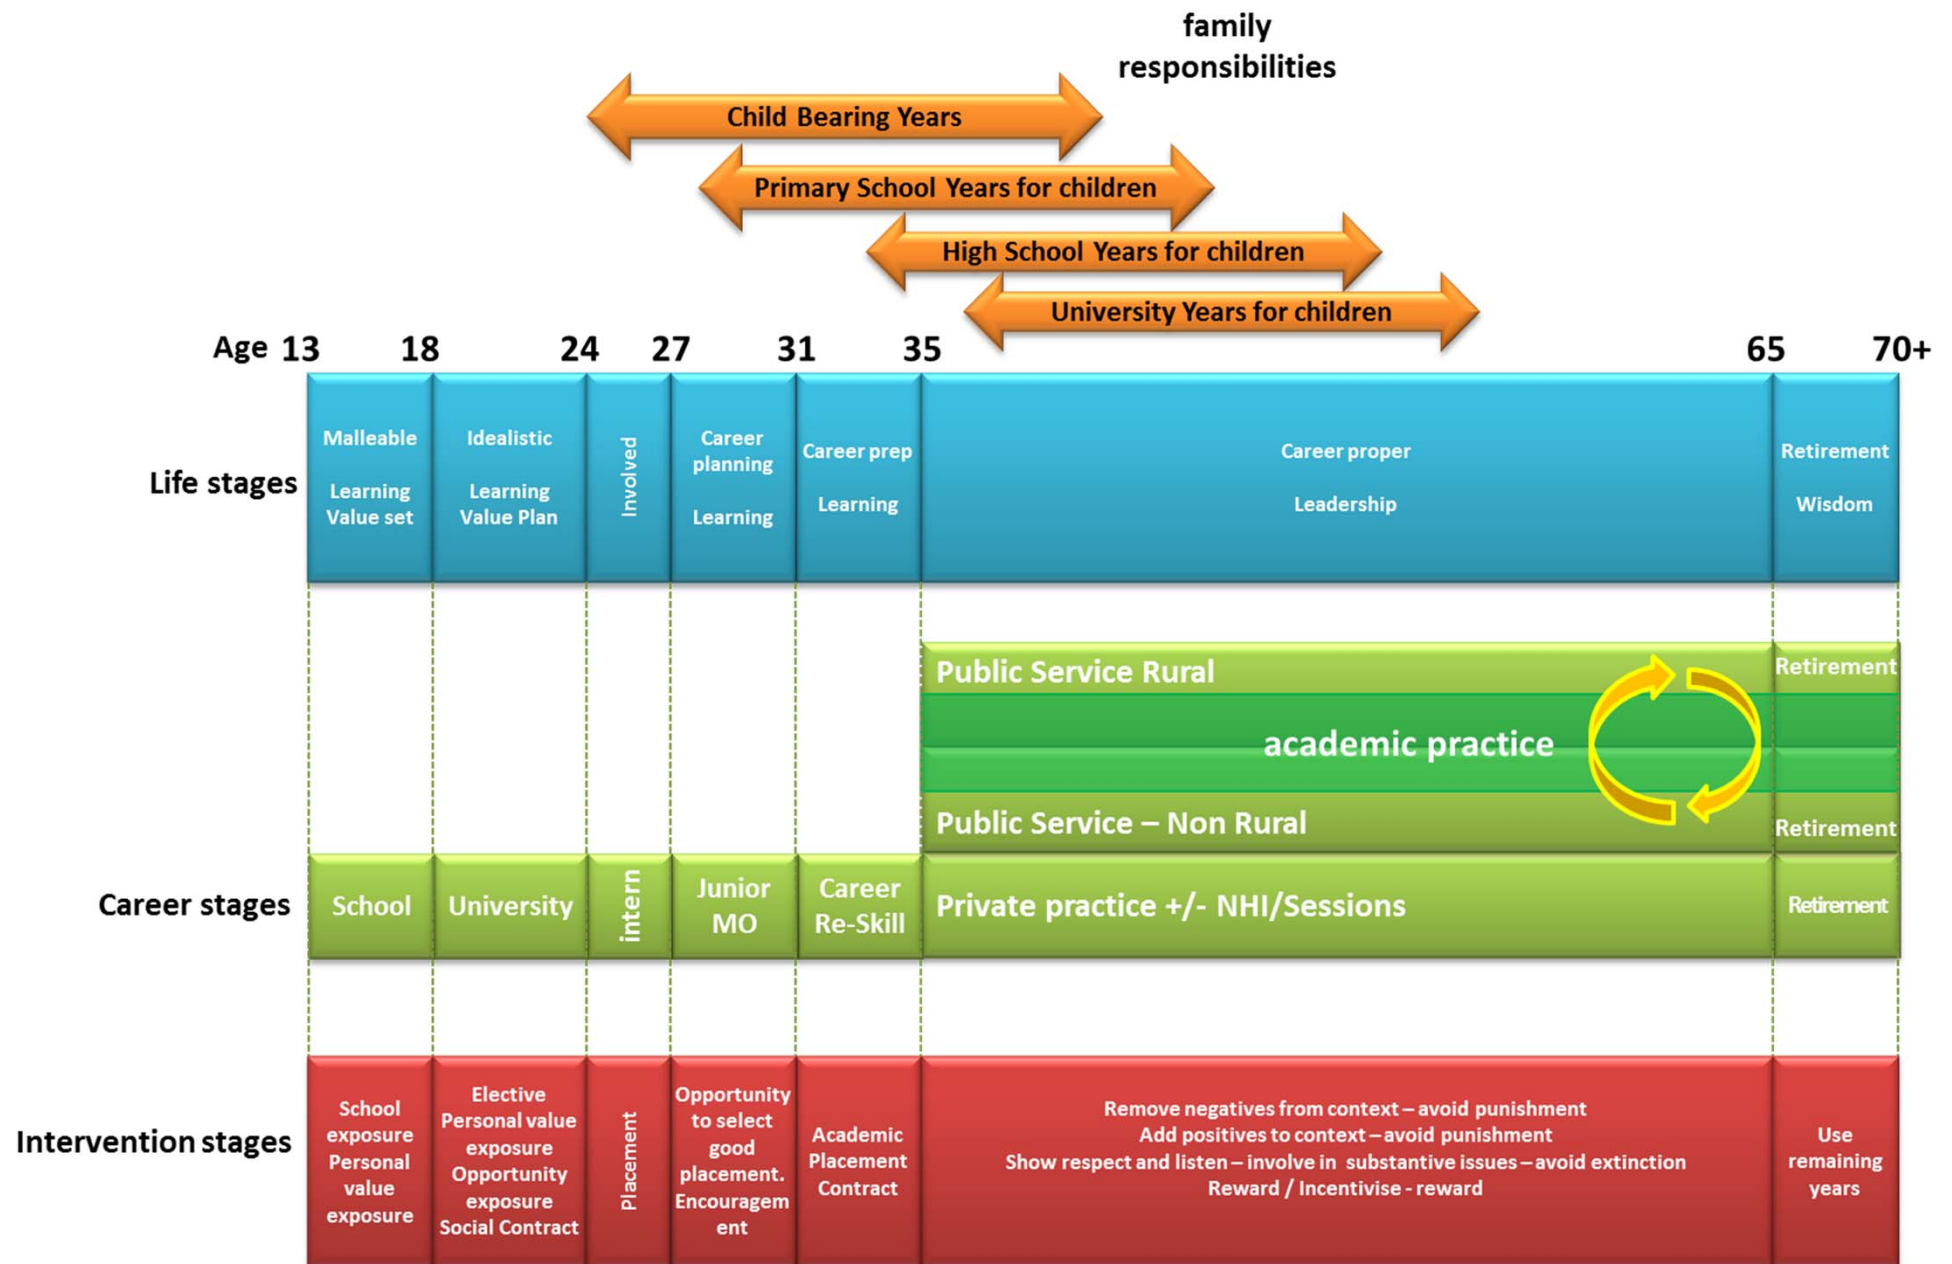 family
responsibilities
Child Bearing Years
Primary School Years for children
High School Years for children
University Years for children
Age 13 18 24 27 31 35 65 70+
Life stages
Malleable
Learning
Value set
Idealistic
Learning
Value Plan
Involved
Career
planning
Learning
Career prep
Learning
Career proper
Leadership
Retirement
Wisdom
Public Service Rural
Retirement
academic practice
Public Service – Non Rural
Retirement
Career stages
School
University
intern
Junior
MO
Career
Re-Skill
Private practice +/- NHI/Sessions
Retirement
Intervention stages
School
exposure
Personal
value
exposure
Elective
Personal value
exposure
Opportunity
exposure
Social Contract
Placement
Opportunity
to select
good
placement.
Encouragem
ent
Academic
Placement
Contract
Remove negatives from context – avoid punishment
Add positives to context – avoid punishment
Show respect and listen – involve in substantive issues – avoid extinction
Reward / Incentivise - reward
Use
remaining
years